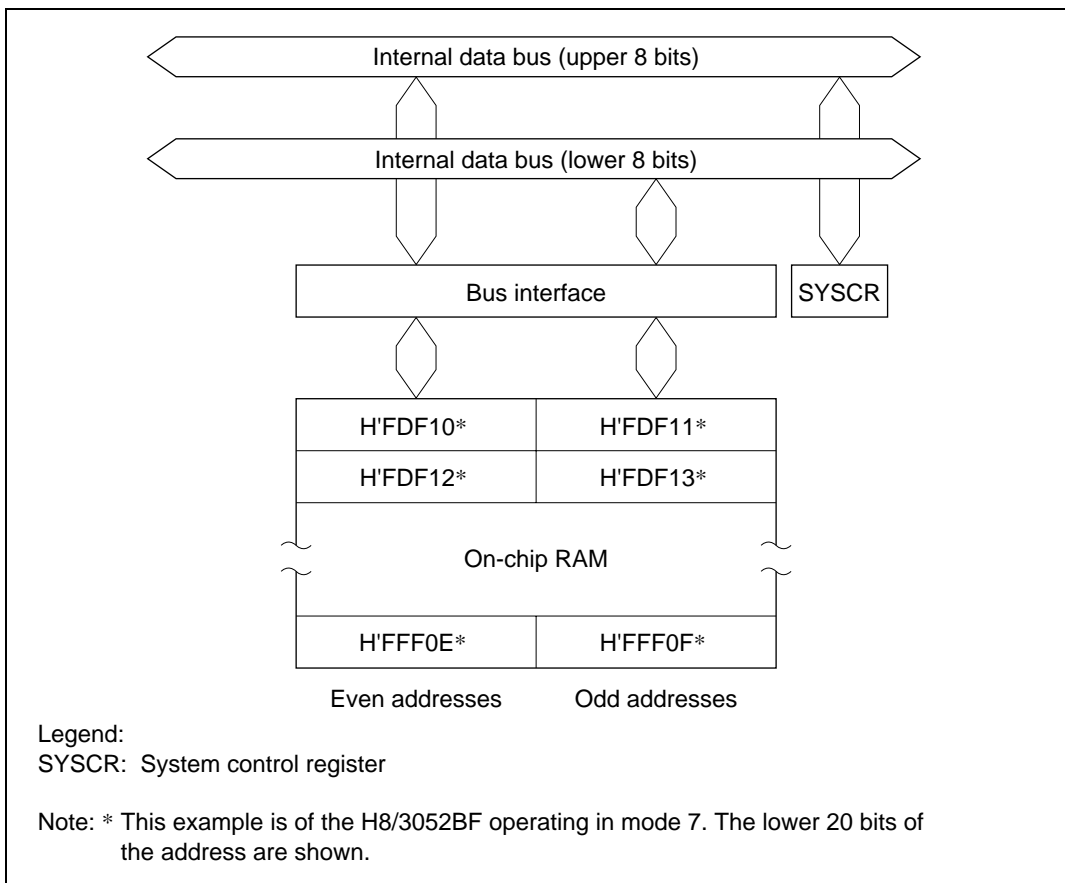 Internal data bus (upper 8 bits)
Internal data bus (lower 8 bits)
Bus interface
SYSCR
H'FDF10*
H'FDF11*
H'FDF12*
H'FDF13*
On-chip RAM
H'FFF0E*
H'FFF0F*
Even addresses
Odd addresses
Legend:
SYSCR: System control register
Note: * This example is of the H8/3052BF operating in mode 7. The lower 20 bits of
the address are shown.